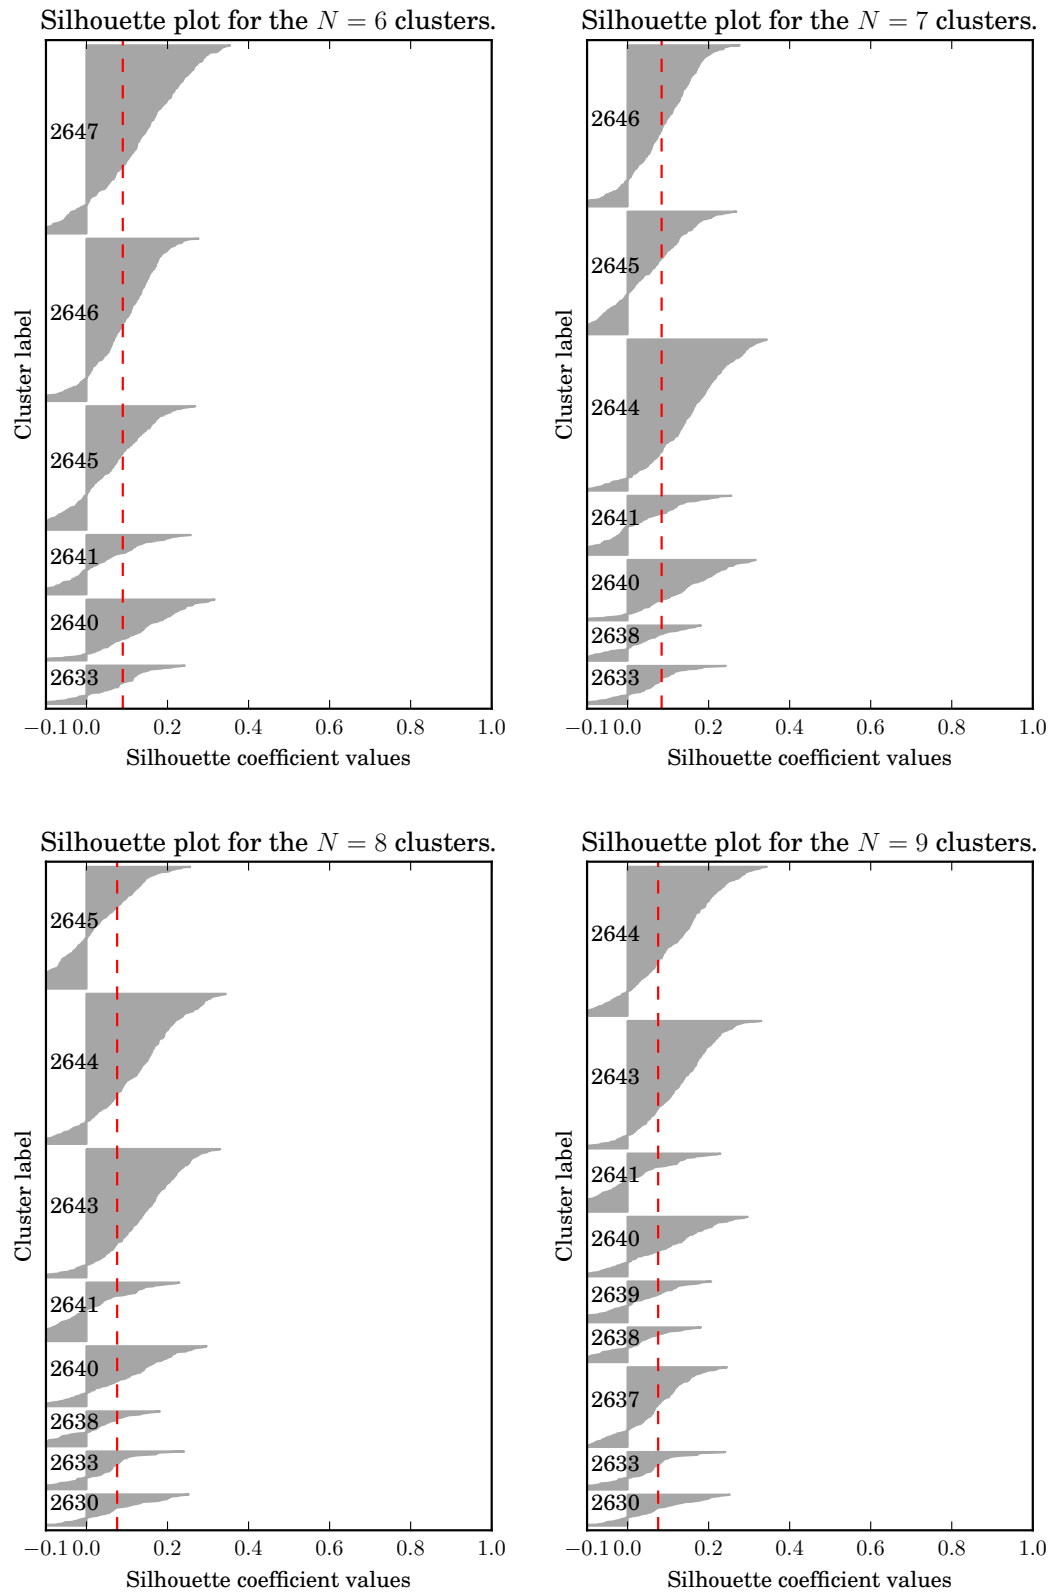 Silhouette plot for the N = 6 clusters.
2647
2646
2645
2641
2640
2633
Cluster label
−0.1 0.0 0.2 0.4 0.6 0.8 1.0
Silhouette coefficient values
Silhouette plot for the N = 7 clusters.
2646
2645
2644
2641
2640
2638
2633
Cluster label
−0.1 0.0 0.2 0.4 0.6 0.8 1.0
Silhouette coefficient values
Silhouette plot for the N = 8 clusters.
2645
2644
2643
2641
2640
2638
2633
2630
Cluster label
−0.1 0.0 0.2 0.4 0.6 0.8 1.0
Silhouette coefficient values
Silhouette plot for the N = 9 clusters.
2644
2643
2641
2640
2639
2638
2637
2633
2630
Cluster label
−0.1 0.0 0.2 0.4 0.6 0.8 1.0
Silhouette coefficient values